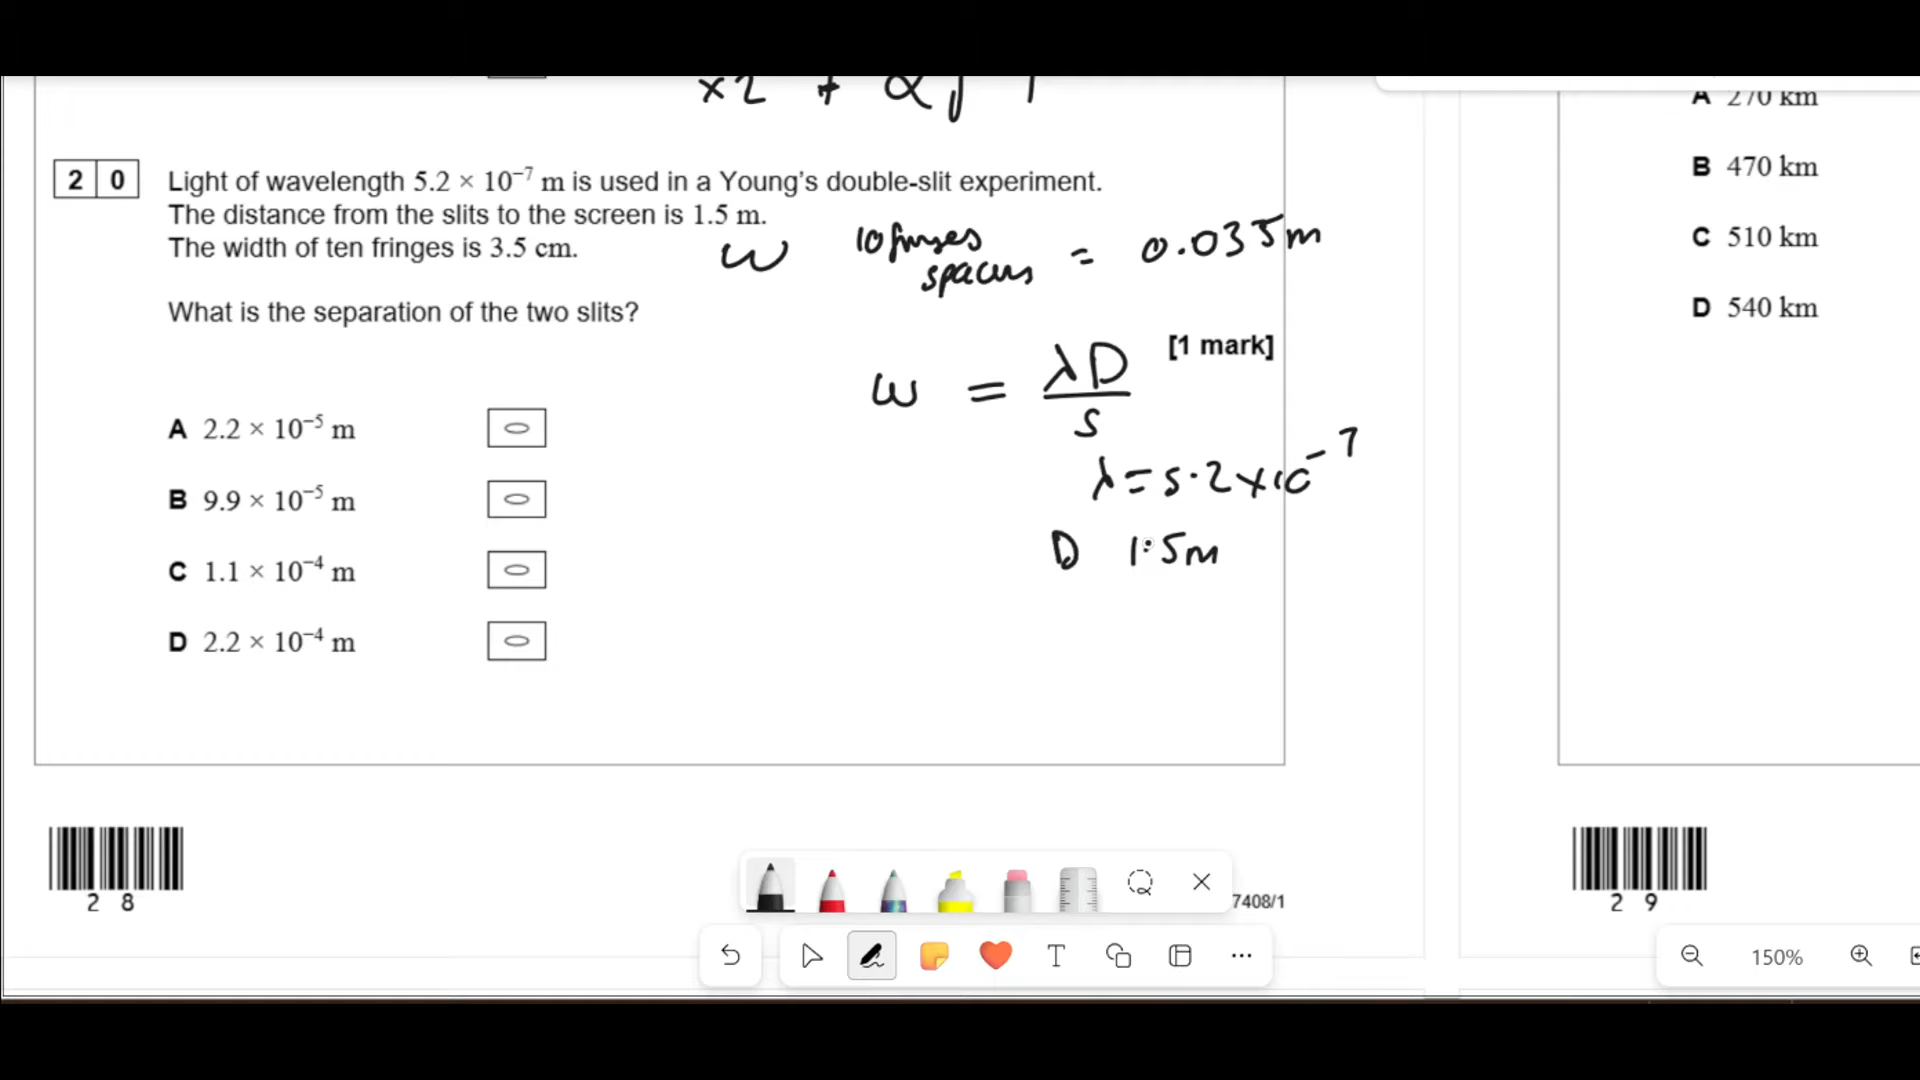 x2
A 270 km
2 0 Light of wavelength 5.2 × 10⁻⁷ m is used in a Young's double-slit experiment.
The distance from the slits to the screen is 1.5 m.
The width of ten fringes is 3.5 cm.
w 10 fringes = 0.035m
What is the separation of the two slits?
[1 mark]
w = λD / s
λ = 5.2 x 10⁻⁷
D 1.5m
A 2.2 × 10⁻⁵ m
B 9.9 × 10⁻⁵ m
C 1.1 × 10⁻⁴ m
D 2.2 × 10⁻⁴ m
B 470 km
C 510 km
D 540 km
2 8
7408/1
2 9
T
150%